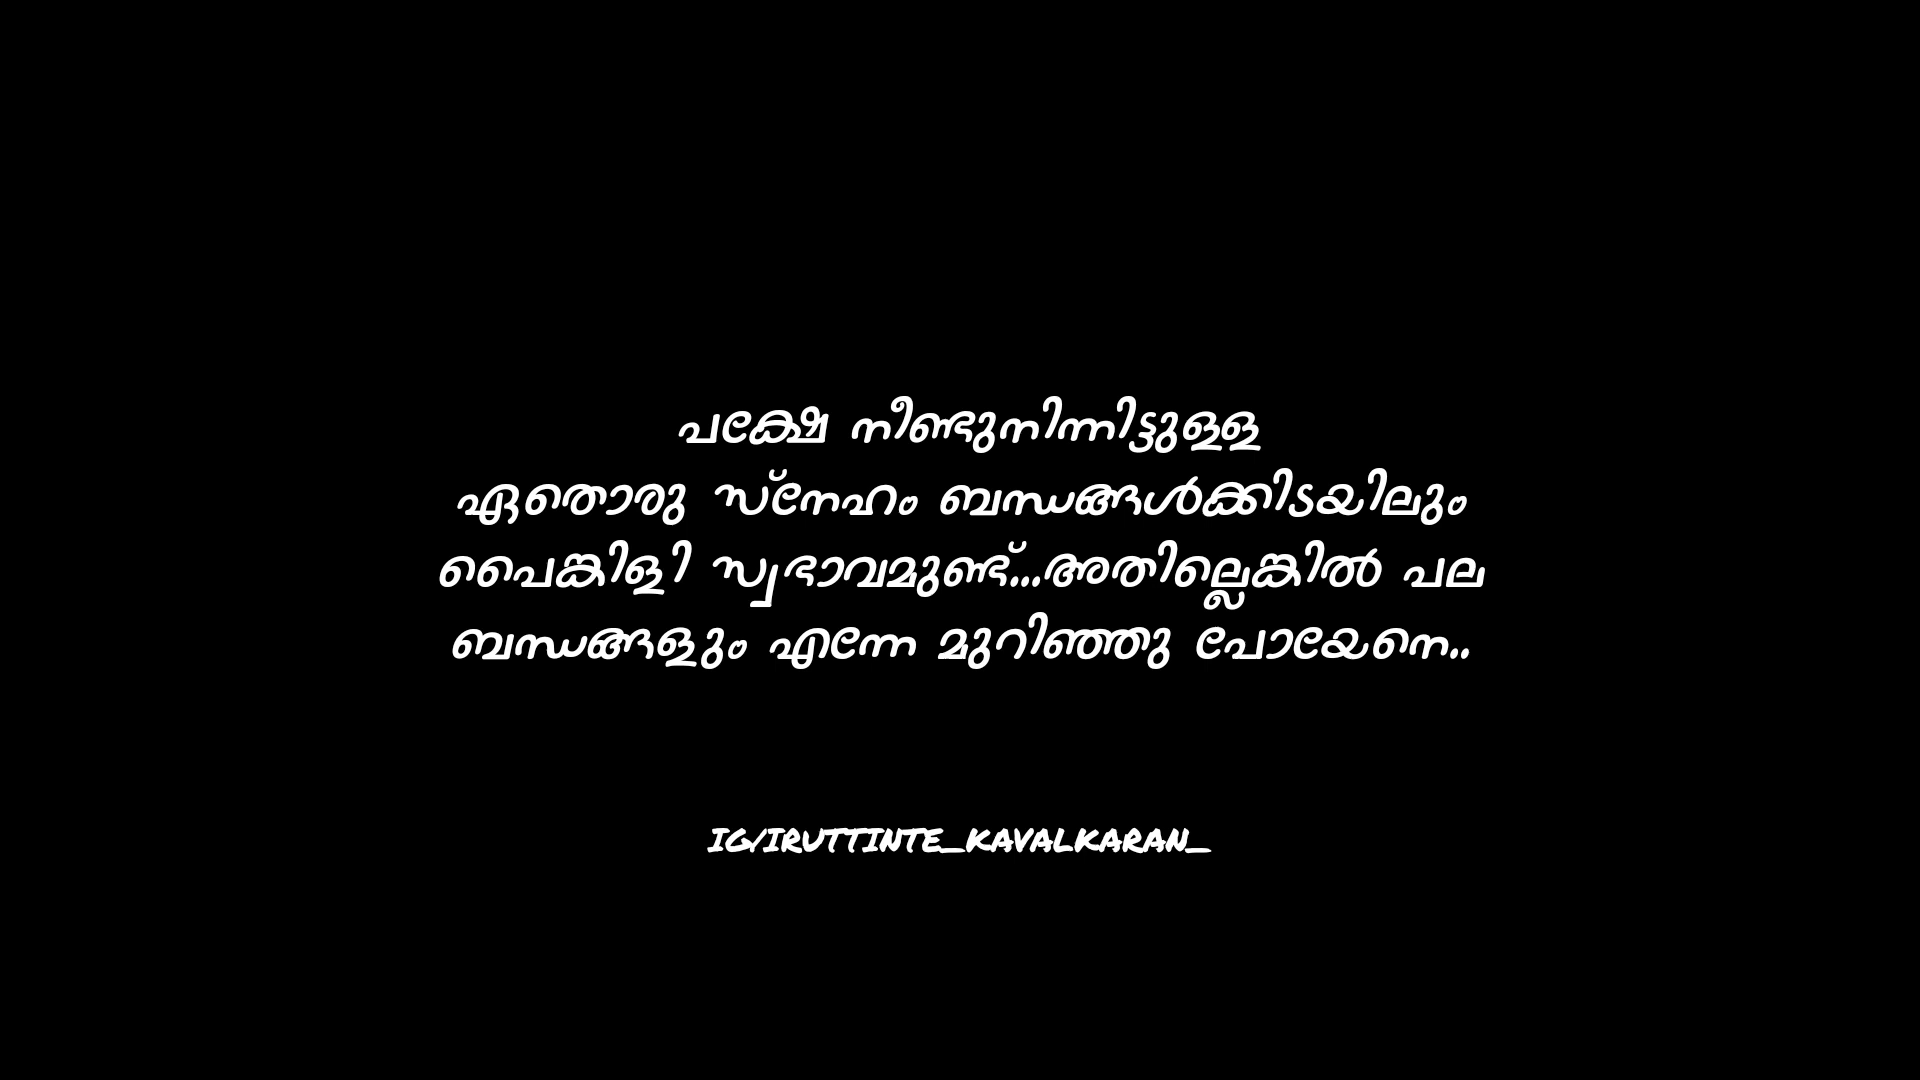 പക്ഷേ നീണ്ടുനിന്നിട്ടുള്ള
ഏതൊരു സ്നേഹം ബന്ധങ്ങൾക്കിടയിലും
പൈങ്കിളി സ്വഭാവമുണ്ട്...അതില്ലെങ്കിൽ പല
ബന്ധങ്ങളും എന്നേ മുറിഞ്ഞു പോയേനെ..
IG/IRUTTINTE_KAVALKARAN_